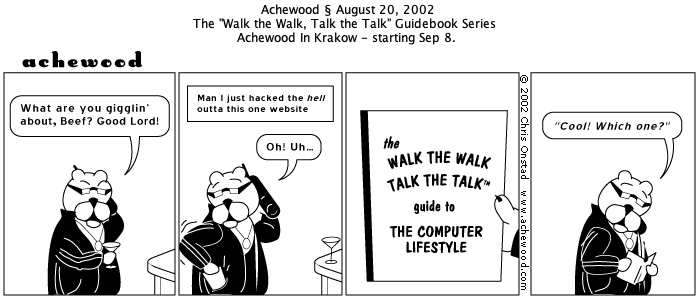 Achewood § August 20, 2002
The "Walk the Walk, Talk the Talk" Guidebook Series
Achewood In Krakow – starting Sep 8.
achewood
What are you gigglin'
about, Beef? Good Lord!
Man I just hacked the hell
outta this one website
Oh! Uh...
the
WALK THE WALK
TALK THE TALK™
guide to
THE COMPUTER
LIFESTYLE
© 2002 Chris Onstad www.achewood.com
"Cool! Which one?"